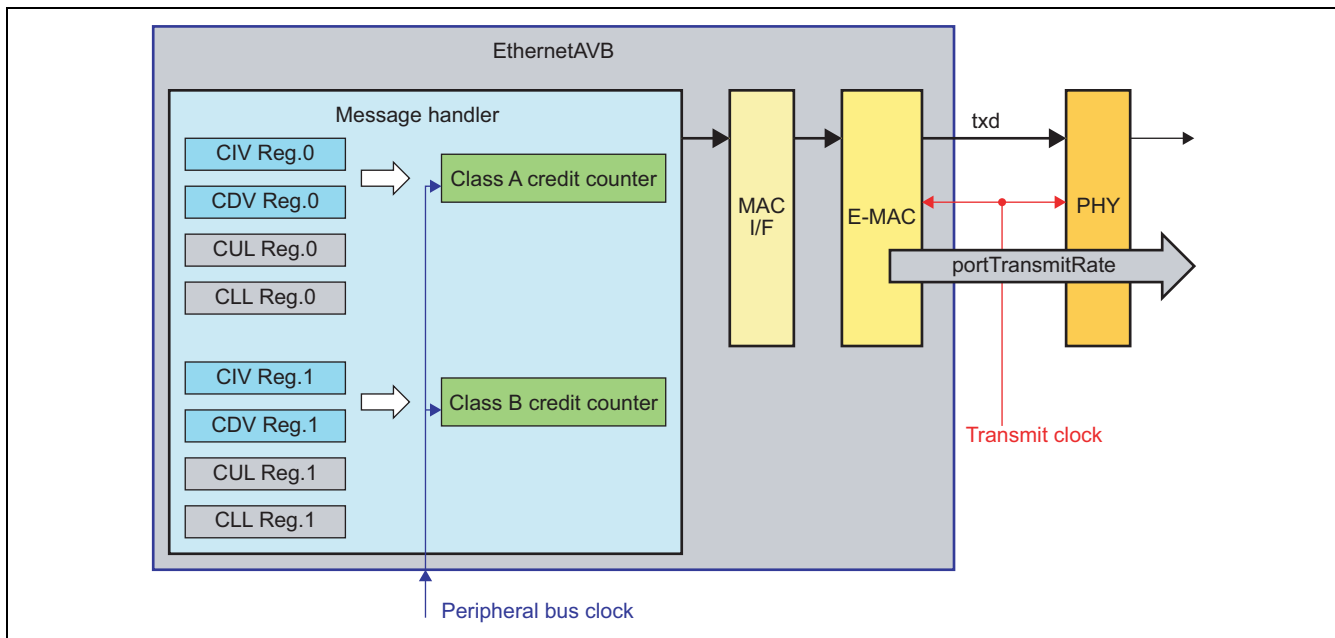 EthernetAVB
Message handler
CIV Reg.0
CDV Reg.0
CUL Reg.0
CLL Reg.0
Class A credit counter
CIV Reg.1
CDV Reg.1
CUL Reg.1
CLL Reg.1
Class B credit counter
MAC
I/F
E-MAC
txd
PHY
portTransmitRate
Transmit clock
Peripheral bus clock